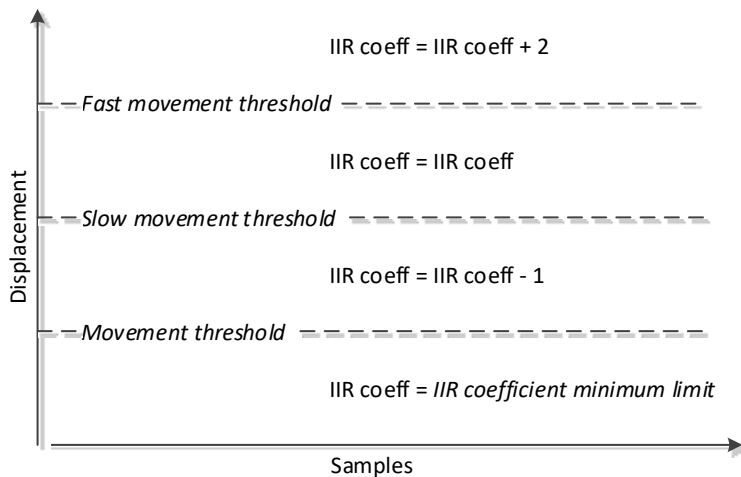 IIR coeff = IIR coeff + 2
Fast movement threshold
IIR coeff = IIR coeff
Slow movement threshold
IIR coeff = IIR coeff - 1
Movement threshold
IIR coeff = IIR coefficient minimum limit
Displacement
Samples